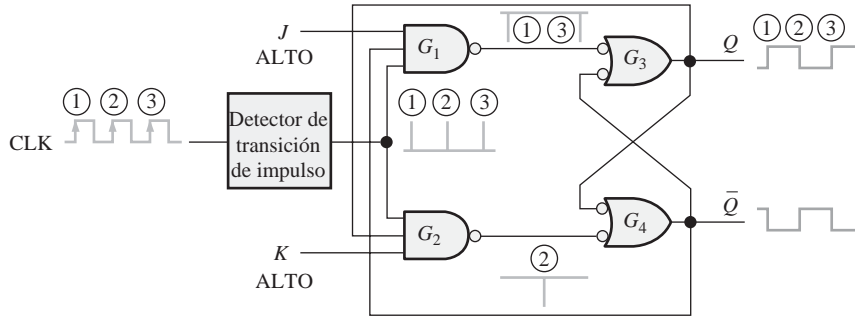 J
ALTO
G1
1 3
G3
Q
1 2 3
1 2 3
CLK
Detector de
transición
de impulso
1 2 3
G2
K
ALTO
2
G4
Q̄